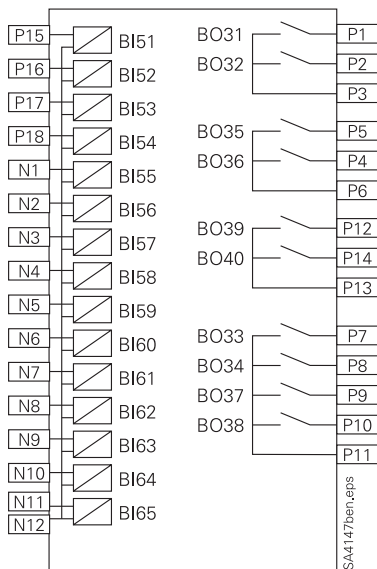 P15 BI51 BO31 P1
P16 BI52 BO32 P2
P17 BI53 P3
P18 BI54 BO35 P5
N1 BI55 BO36 P4
N2 BI56 P6
N3 BI57 BO39 P12
N4 BI58 BO40 P14
N5 BI59 P13
N6 BI60 BO33 P7
N7 BI61 BO34 P8
N8 BI62 BO37 P9
N9 BI63 BO38 P10
N10 BI64 P11
N11 BI65
N12
SA4147ben.eps